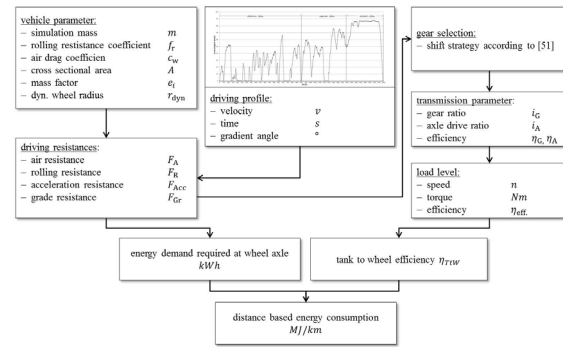 vehicle parameter:
– simulation mass m
– rolling restistance coefficient fr
– air drag coefficien cw
– cross sectional area A
– mass factor ei
– dyn. wheel radius rdyn
driving profile:
– velocity v
– time s
– gradient angle °
gear selection:
– shift strategy according to [51]
transmission parameter:
– gear ratio iG
– axle drive ratio iA
– efficiency ηG, ηA
driving resistances:
– air resistance FA
– rolling resistance FR
– acceleration resistance FAcc
– grade resistance FGr
load level:
– speed n
– torque Nm
– efficiency ηeff.
energy demand required at wheel axle
kWh
tank to wheel efficiency ηTtW
distance based energy consumption
MJ/km